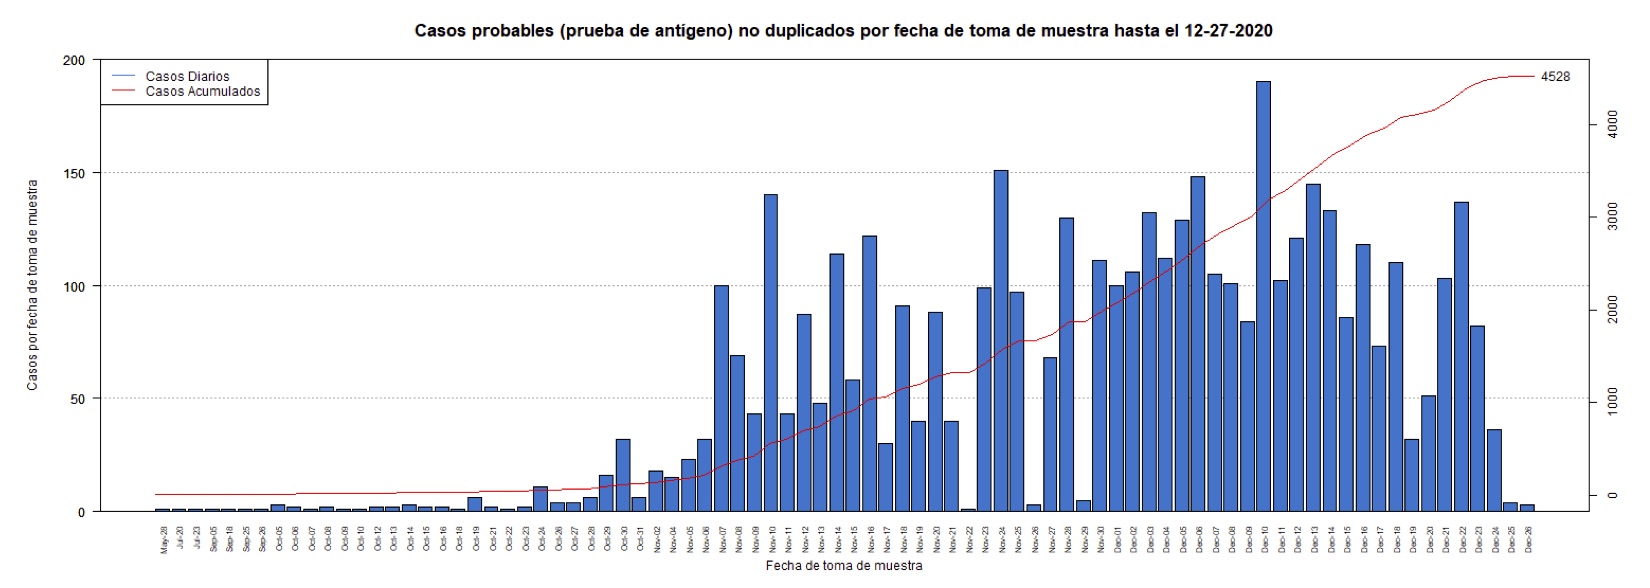 Casos probables (prueba de antígeno) no duplicados por fecha de toma de muestra hasta el 12-27-2020
Casos Diarios
Casos Acumulados
4528
Casos por fecha de toma de muestra
200
150
100
50
0
4000
3000
2000
1000
0
May-28
Jul-20
Jul-23
Sep-05
Sep-18
Sep-25
Sep-26
Oct-05
Oct-06
Oct-07
Oct-08
Oct-09
Oct-10
Oct-12
Oct-13
Oct-14
Oct-15
Oct-16
Oct-18
Oct-19
Oct-21
Oct-22
Oct-23
Oct-24
Oct-26
Oct-27
Oct-28
Oct-29
Oct-30
Oct-31
Nov-02
Nov-04
Nov-05
Nov-06
Nov-07
Nov-08
Nov-09
Nov-10
Nov-11
Nov-12
Nov-13
Nov-14
Nov-15
Nov-16
Nov-17
Nov-18
Nov-19
Nov-20
Nov-21
Nov-22
Nov-23
Nov-24
Nov-25
Nov-26
Nov-27
Nov-28
Nov-29
Nov-30
Dec-01
Dec-02
Dec-03
Dec-04
Dec-05
Dec-06
Dec-07
Dec-08
Dec-09
Dec-10
Dec-11
Dec-12
Dec-13
Dec-14
Dec-15
Dec-16
Dec-17
Dec-18
Dec-19
Dec-20
Dec-21
Dec-22
Dec-23
Dec-24
Dec-25
Dec-26
Fecha de toma de muestra